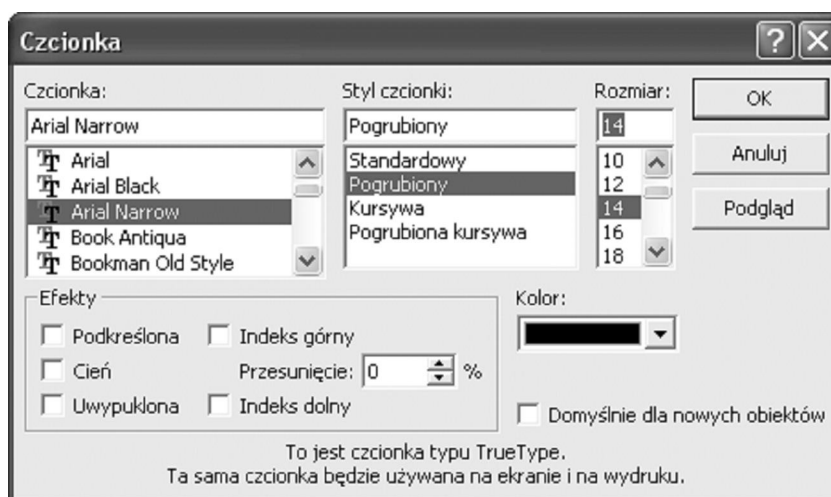 Czcionka
Czcionka:
Arial Narrow
Arial
Arial Black
Arial Narrow
Book Antiqua
Bookman Old Style
Styl czcionki:
Pogrubiony
Standardowy
Pogrubiony
Kursywa
Pogrubiona kursywa
Rozmiar:
14
10
12
14
16
18
OK
Anuluj
Podgląd
Efekty
Podkreślona
Cień
Uwypuklona
Indeks górny
Przesunięcie: 0 %
Indeks dolny
Kolor:
Domyślnie dla nowych obiektów
To jest czcionka typu TrueType.
Ta sama czcionka będzie używana na ekranie i na wydruku.